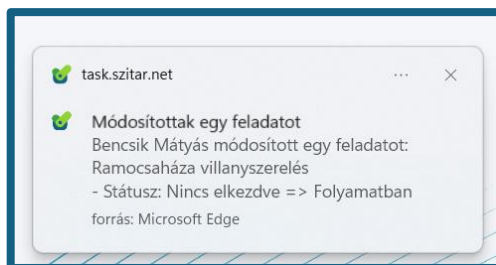 task.szitar.net
Módosítottak egy feladatot
Bencsik Mátyás módosított egy feladatot:
Ramocsaháza villanyszerelés
- Státusz: Nincs elkezdve => Folyamatban
forrás: Microsoft Edge